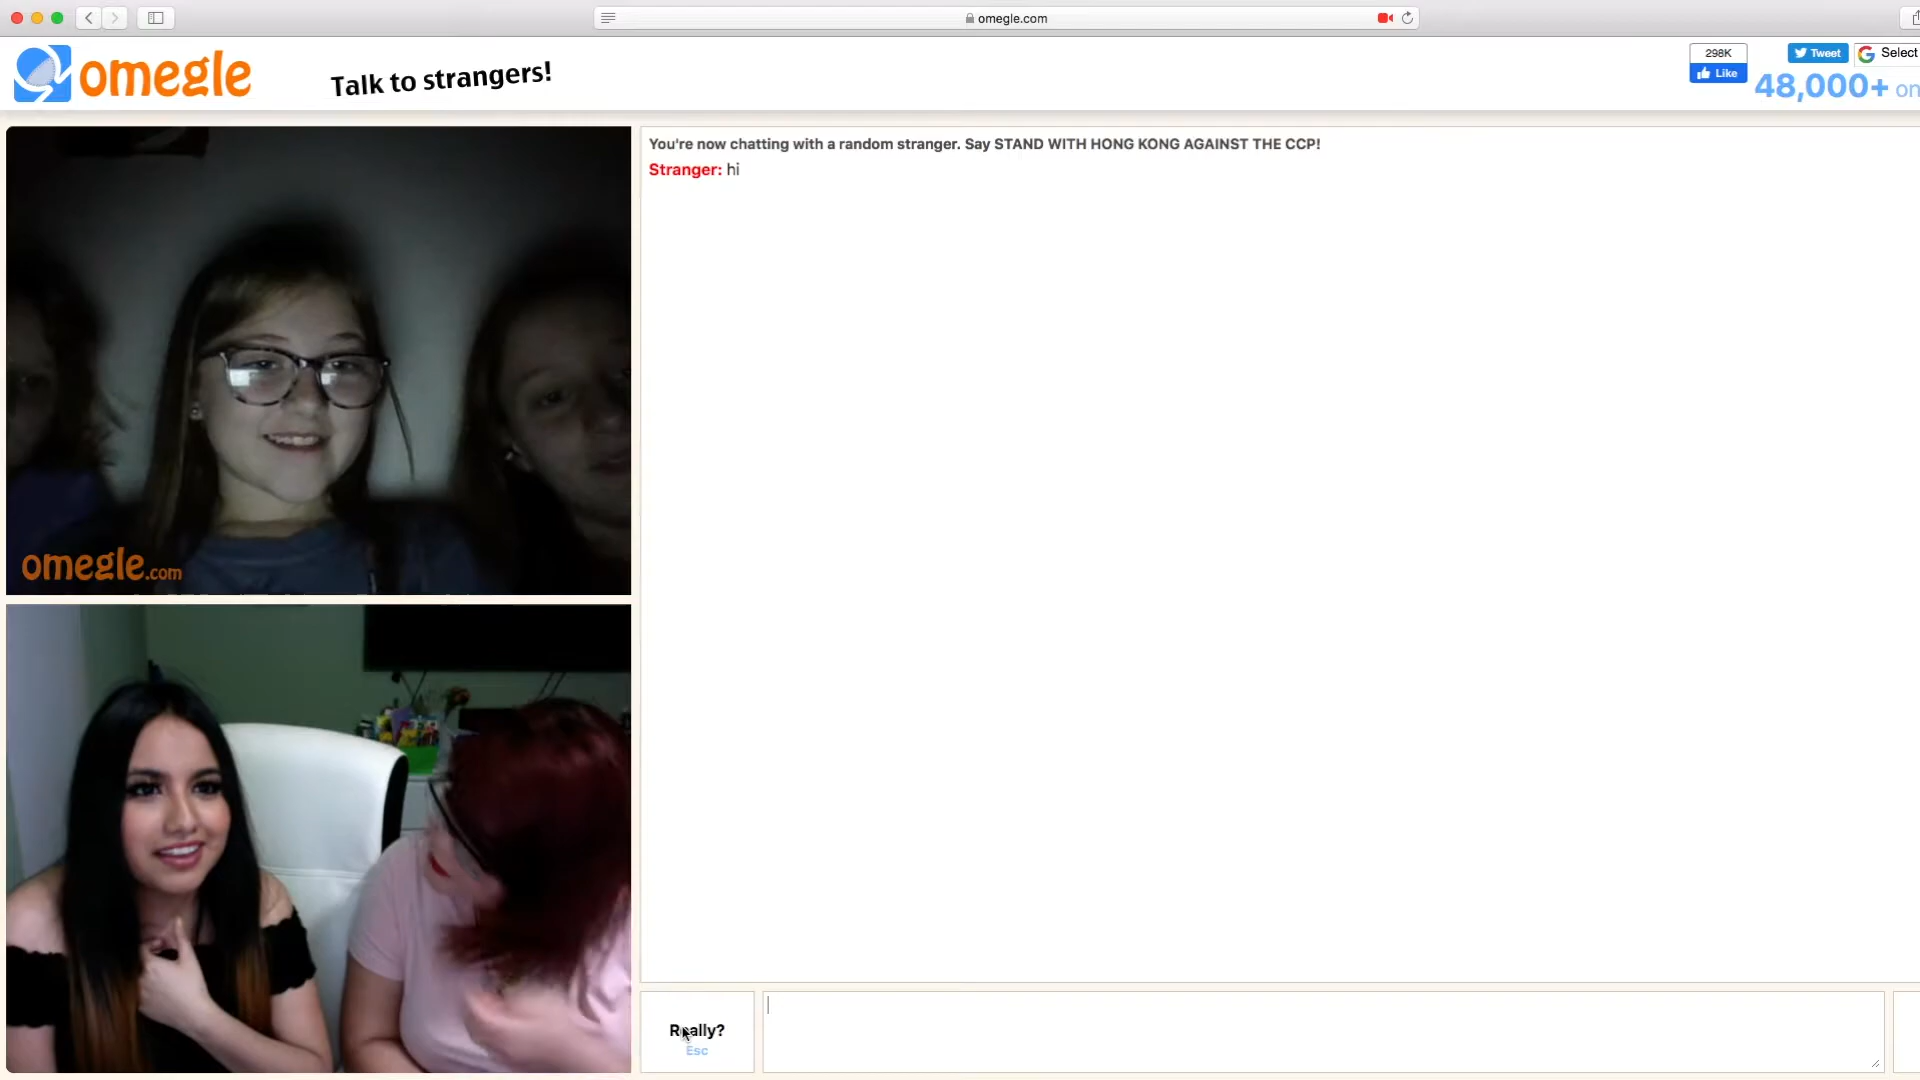 omegle.com
omegle
Talk to strangers!
298K
Like
Tweet
Select
48,000+ on
You're now chatting with a random stranger. Say STAND WITH HONG KONG AGAINST THE CCP!
Stranger: hi
omegle.com
Really?
Esc